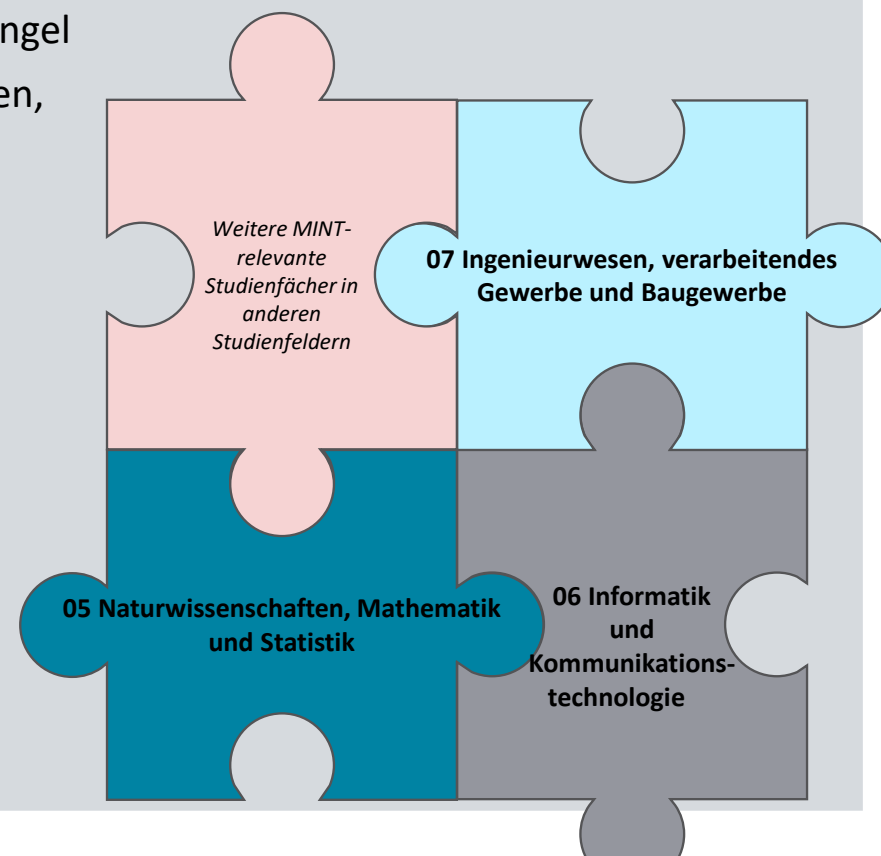 ngel
en,
Weitere MINT-
relevante
Studienfächer in
anderen
Studienfeldern
07 Ingenieurwesen, verarbeitendes
Gewerbe und Baugewerbe
05 Naturwissenschaften, Mathematik
und Statistik
06 Informatik
und
Kommunikations-
technologie